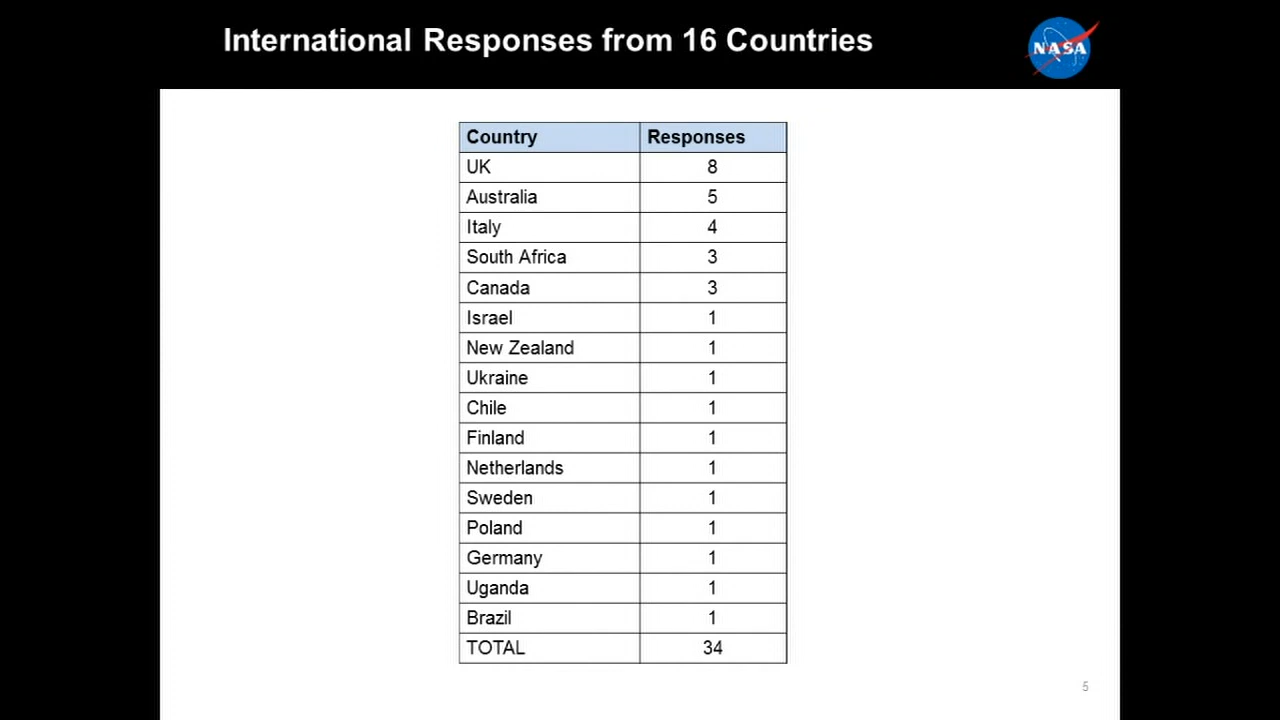 International Responses from 16 Countries
NASA
Country Responses
UK 8
Australia 5
Italy 4
South Africa 3
Canada 3
Israel 1
New Zealand 1
Ukraine 1
Chile 1
Finland 1
Netherlands 1
Sweden 1
Poland 1
Germany 1
Uganda 1
Brazil 1
TOTAL 34
5